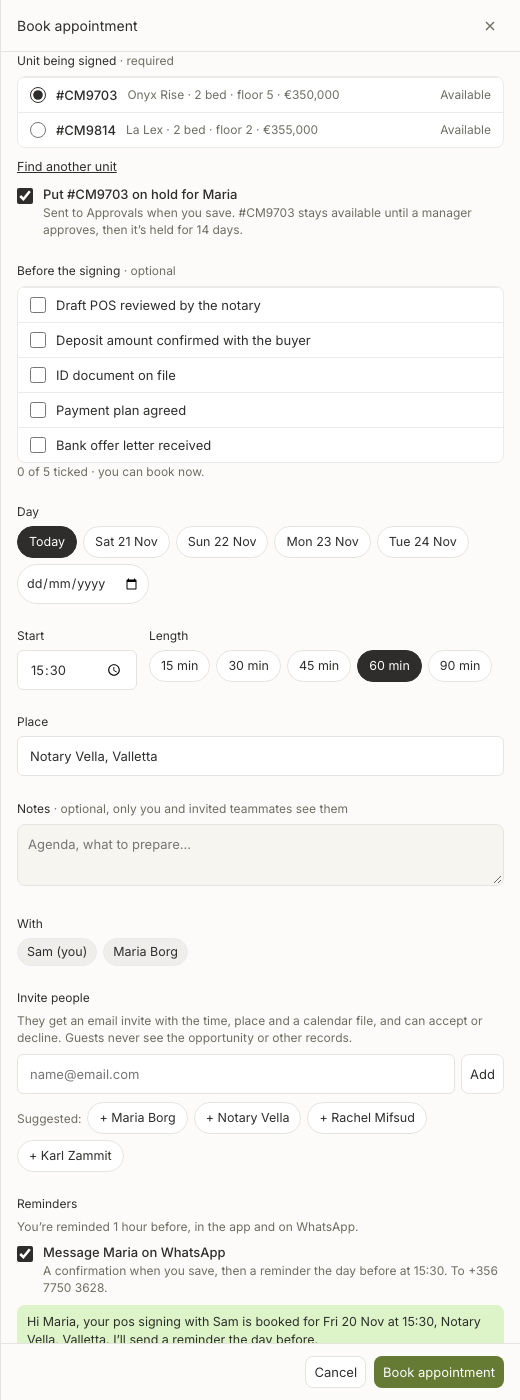 Book appointment
Unit being signed · required
#CM9703 Onyx Rise · 2 bed · floor 5 · €350,000 Available
#CM9814 La Lex · 2 bed · floor 2 · €355,000 Available
Find another unit
Put #CM9703 on hold for Maria
Sent to Approvals when you save. #CM9703 stays available until a manager
approves, then it’s held for 14 days.
Before the signing · optional
Draft POS reviewed by the notary
Deposit amount confirmed with the buyer
ID document on file
Payment plan agreed
Bank offer letter received
0 of 5 ticked · you can book now.
Day
Today Sat 21 Nov Sun 22 Nov Mon 23 Nov Tue 24 Nov
dd/mm/yyyy
Start Length
15:30 15 min 30 min 45 min 60 min 90 min
Place
Notary Vella, Valletta
Notes · optional, only you and invited teammates see them
Agenda, what to prepare...
With
Sam (you) Maria Borg
Invite people
They get an email invite with the time, place and a calendar file, and can accept or
decline. Guests never see the opportunity or other records.
name@email.com Add
Suggested: + Maria Borg + Notary Vella + Rachel Mifsud
+ Karl Zammit
Reminders
You’re reminded 1 hour before, in the app and on WhatsApp.
Message Maria on WhatsApp
A confirmation when you save, then a reminder the day before at 15:30. To +356
7750 3628.
Hi Maria, your pos signing with Sam is booked for Fri 20 Nov at 15:30, Notary
Vella, Valletta. I’ll send a reminder the day before.
Cancel Book appointment